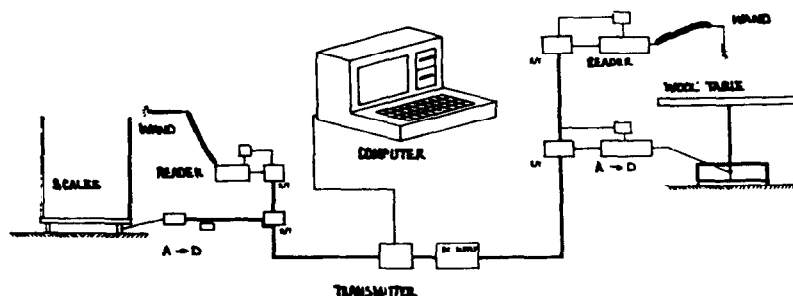 WAND
READER
WOOL TABLE
WAND
COMPUTER
READER
SCALES
A → D
A → D
TRANSMITTER